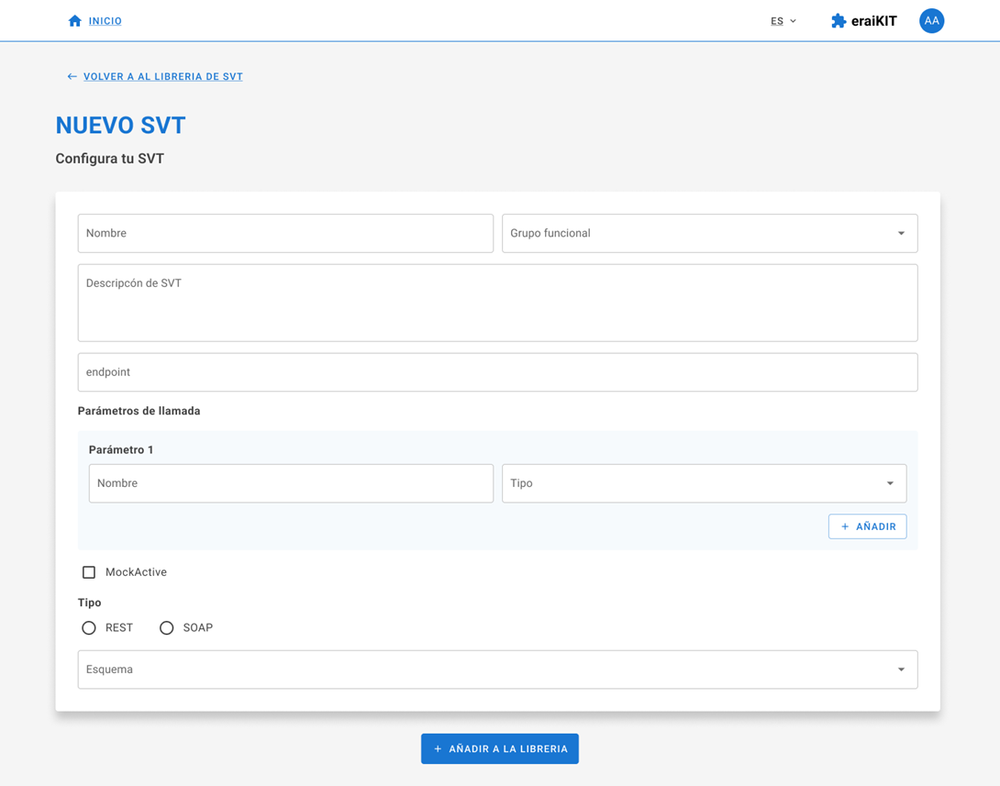 INICIO
ES
eraiKIT
AA
VOLVER A AL LIBRERIA DE SVT
NUEVO SVT
Configura tu SVT
Nombre
Grupo funcional
Descripcón de SVT
endpoint
Parámetros de llamada
Parámetro 1
Nombre
Tipo
+ AÑADIR
MockActive
Tipo
REST
SOAP
Esquema
+ AÑADIR A LA LIBRERIA